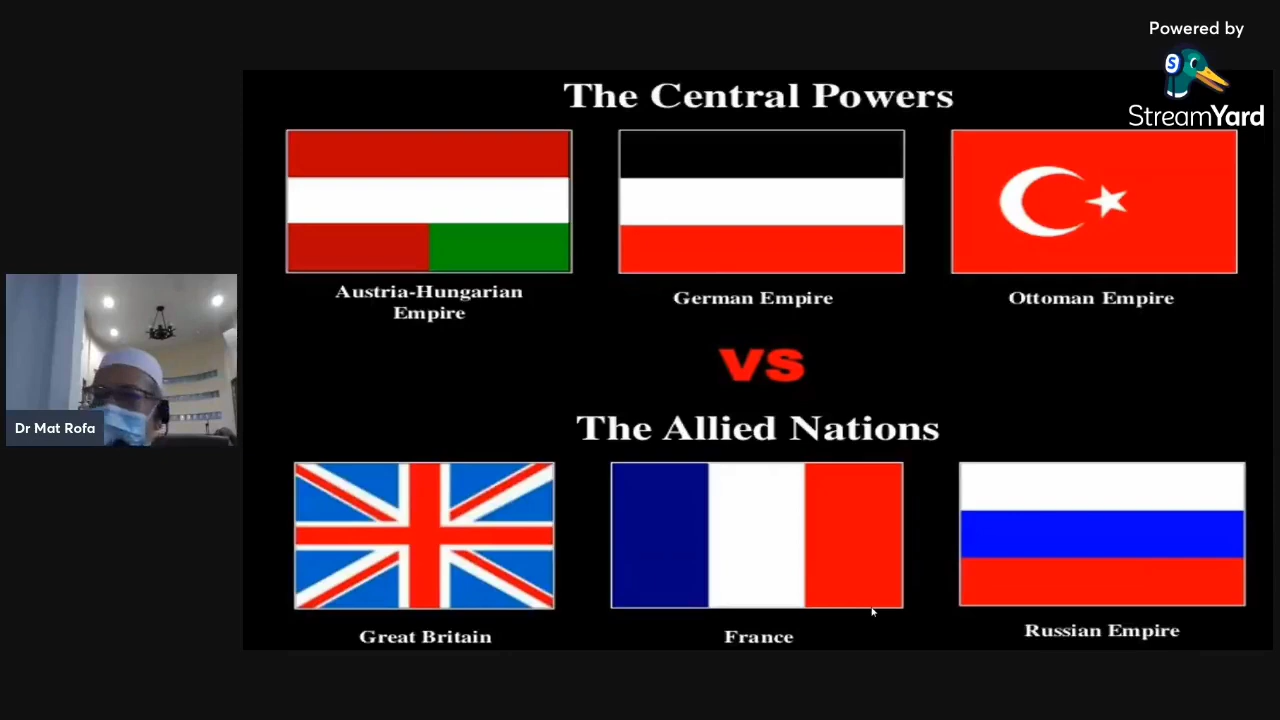 Powered by
StreamYard
The Central Powers
Austria-Hungarian
Empire
German Empire
Ottoman Empire
VS
The Allied Nations
Dr Mat Rofa
Great Britain
France
Russian Empire